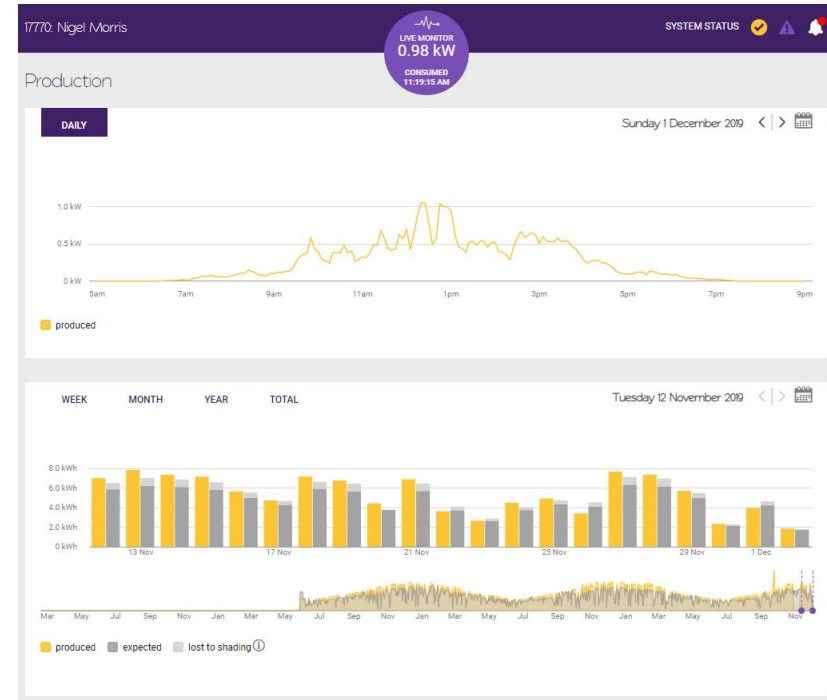 17770: Nigel Morris
LIVE MONITOR
0.98 kW
CONSUMED
11:19:15 AM
SYSTEM STATUS
Production
DAILY
Sunday 1 December 2019
1.0 kW
0.5 kW
0 kW
5am 7am 9am 11am 1pm 3pm 5pm 7pm 9pm
produced
WEEK MONTH YEAR TOTAL
Tuesday 12 November 2019
8.0 kWh
6.0 kWh
4.0 kWh
2.0 kWh
0 kWh
13 Nov 17 Nov 21 Nov 25 Nov 29 Nov 1 Dec
Mar May Jul Sep Nov Jan Mar May Jul Sep Nov Jan Mar May Jul Sep Nov Jan Mar May Jul Sep Nov
produced expected lost to shading